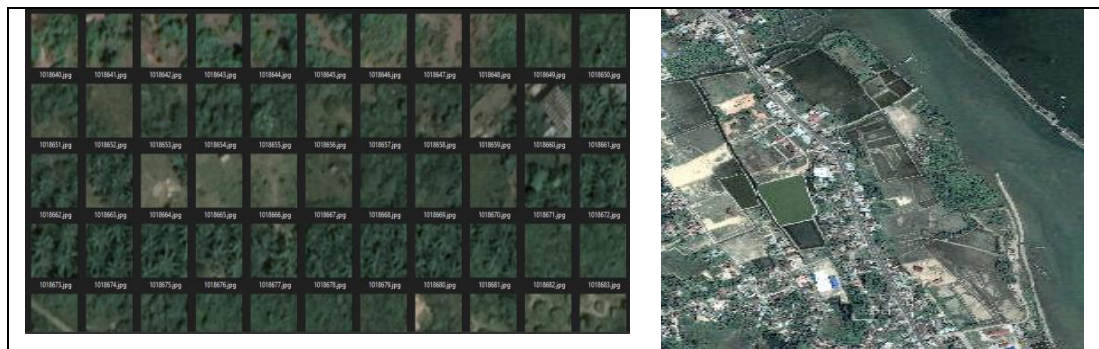 1018640.jpg 1018641.jpg 1018642.jpg 1018643.jpg 1018644.jpg 1018645.jpg 1018646.jpg 1018647.jpg 1018648.jpg 1018649.jpg 1018650.jpg
1018651.jpg 1018652.jpg 1018653.jpg 1018654.jpg 1018655.jpg 1018656.jpg 1018657.jpg 1018658.jpg 1018659.jpg 1018660.jpg 1018661.jpg
1018662.jpg 1018663.jpg 1018664.jpg 1018665.jpg 1018666.jpg 1018667.jpg 1018668.jpg 1018669.jpg 1018670.jpg 1018671.jpg 1018672.jpg
1018673.jpg 1018674.jpg 1018675.jpg 1018676.jpg 1018677.jpg 1018678.jpg 1018679.jpg 1018680.jpg 1018681.jpg 1018682.jpg 1018683.jpg